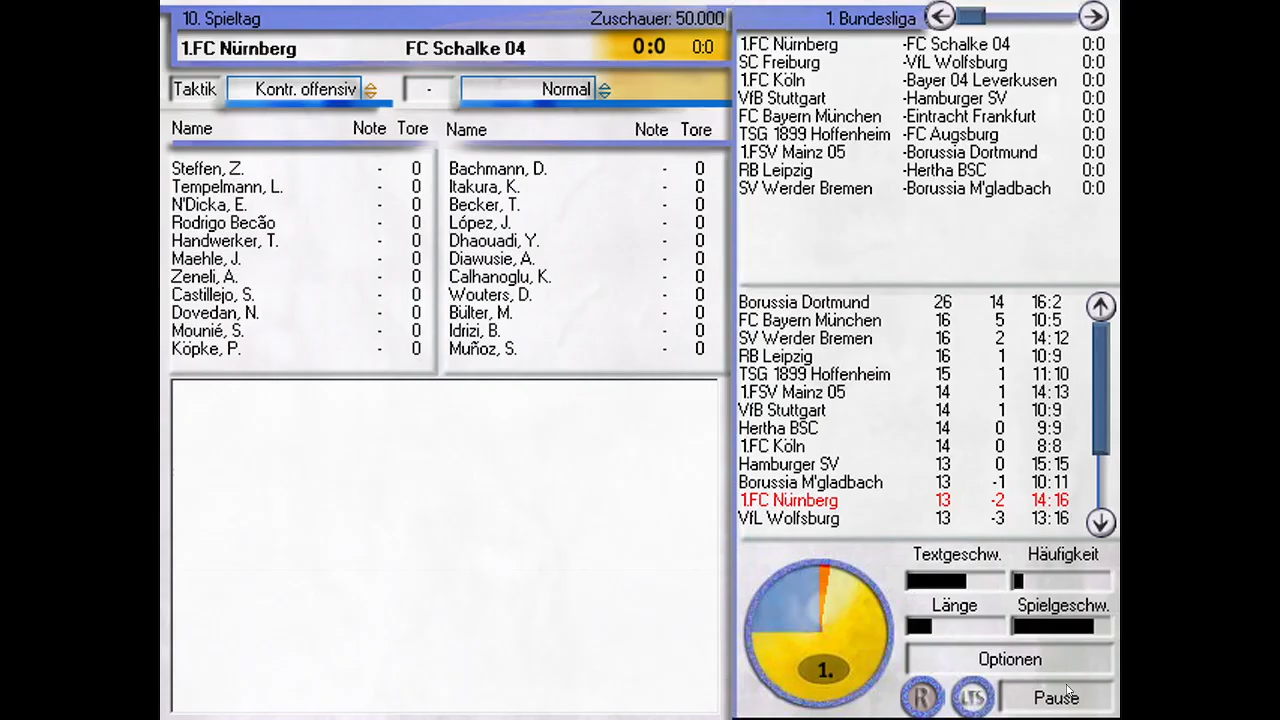 10. Spieltag Zuschauer: 50.000
1.FC Nürnberg FC Schalke 04 0:0 0:0
Taktik Kontr. offensiv - Normal
Name Note Tore Name Note Tore
Steffen, Z. - 0 Bachmann, D. - 0
Tempelmann, L. - 0 Itakura, K. - 0
N'Dicka, E. - 0 Becker, T. - 0
Rodrigo Becão - 0 López, J. - 0
Handwerker, T. - 0 Dhaouadi, Y. - 0
Maehle, J. - 0 Diawusie, A. - 0
Zeneli, A. - 0 Calhanoglu, K. - 0
Castillejo, S. - 0 Wouters, D. - 0
Dovedan, N. - 0 Bülter, M. - 0
Mounié, S. - 0 Idrizi, B. - 0
Köpke, P. - 0 Muñoz, S. - 0
1. Bundesliga
1.FC Nürnberg -FC Schalke 04 0:0
SC Freiburg -VfL Wolfsburg 0:0
1.FC Köln -Bayer 04 Leverkusen 0:0
VfB Stuttgart -Hamburger SV 0:0
FC Bayern München -Eintracht Frankfurt 0:0
TSG 1899 Hoffenheim -FC Augsburg 0:0
1.FSV Mainz 05 -Borussia Dortmund 0:0
RB Leipzig -Hertha BSC 0:0
SV Werder Bremen -Borussia M'gladbach 0:0
Borussia Dortmund 26 14 16:2
FC Bayern München 16 5 10:5
SV Werder Bremen 16 2 14:12
RB Leipzig 16 1 10:9
TSG 1899 Hoffenheim 15 1 11:10
1.FSV Mainz 05 14 1 14:13
VfB Stuttgart 14 1 10:9
Hertha BSC 14 0 9:9
1.FC Köln 14 0 8:8
Hamburger SV 13 0 15:15
Borussia M'gladbach 13 -1 10:11
1.FC Nürnberg 13 -2 14:16
VfL Wolfsburg 13 -3 13:16
Textgeschw. Häufigkeit
Länge Spielgeschw.
1.
Optionen
R LTS Pause